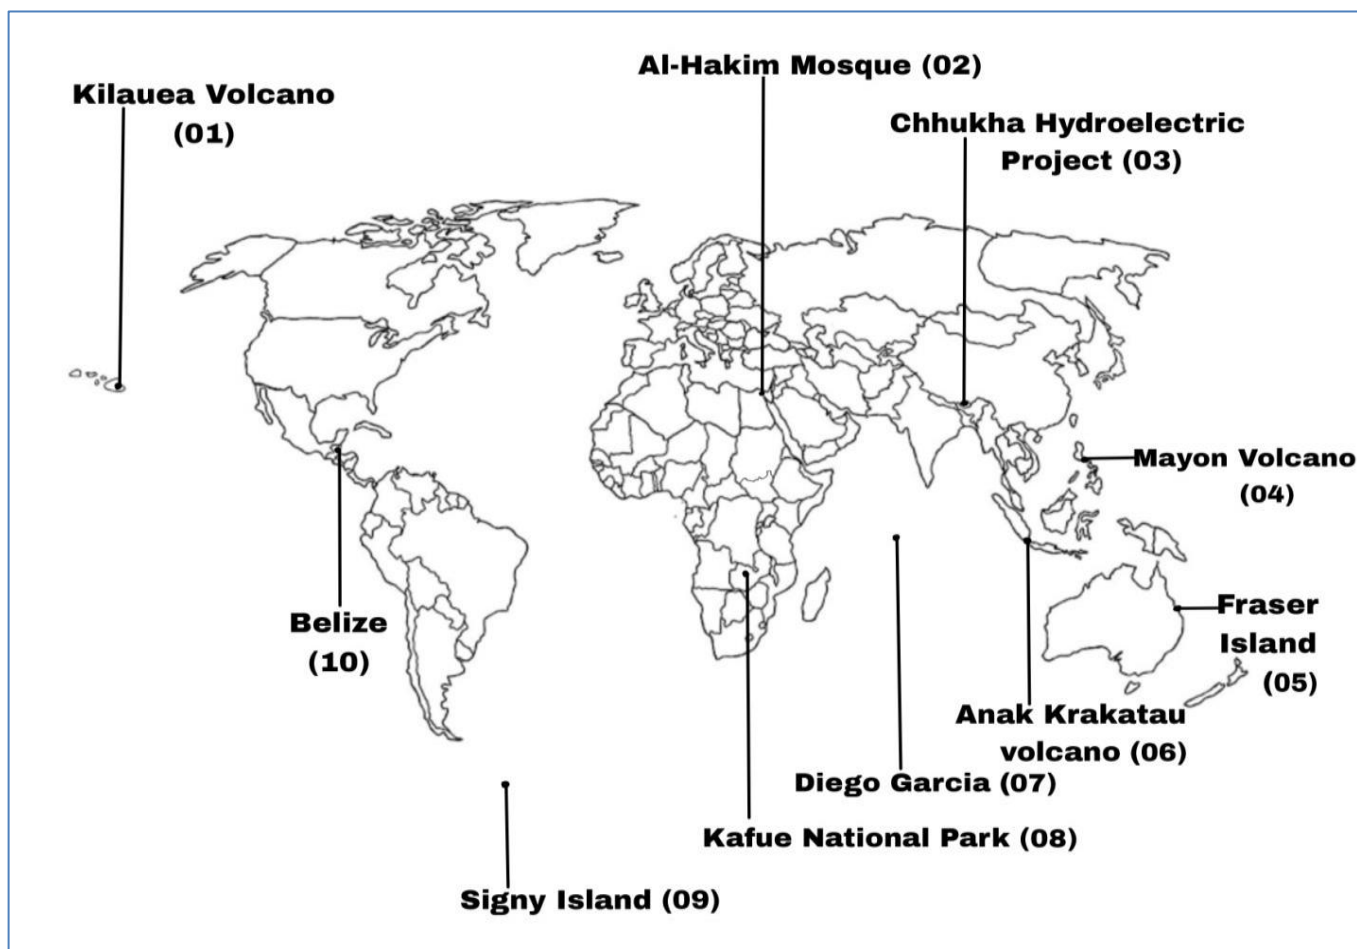 Kilauea Volcano
(01)
Al-Hakim Mosque (02)
Chhukha Hydroelectric
Project (03)
Mayon Volcano
(04)
Fraser
Island
(05)
Anak Krakatau
volcano (06)
Diego Garcia (07)
Kafue National Park (08)
Signy Island (09)
Belize
(10)